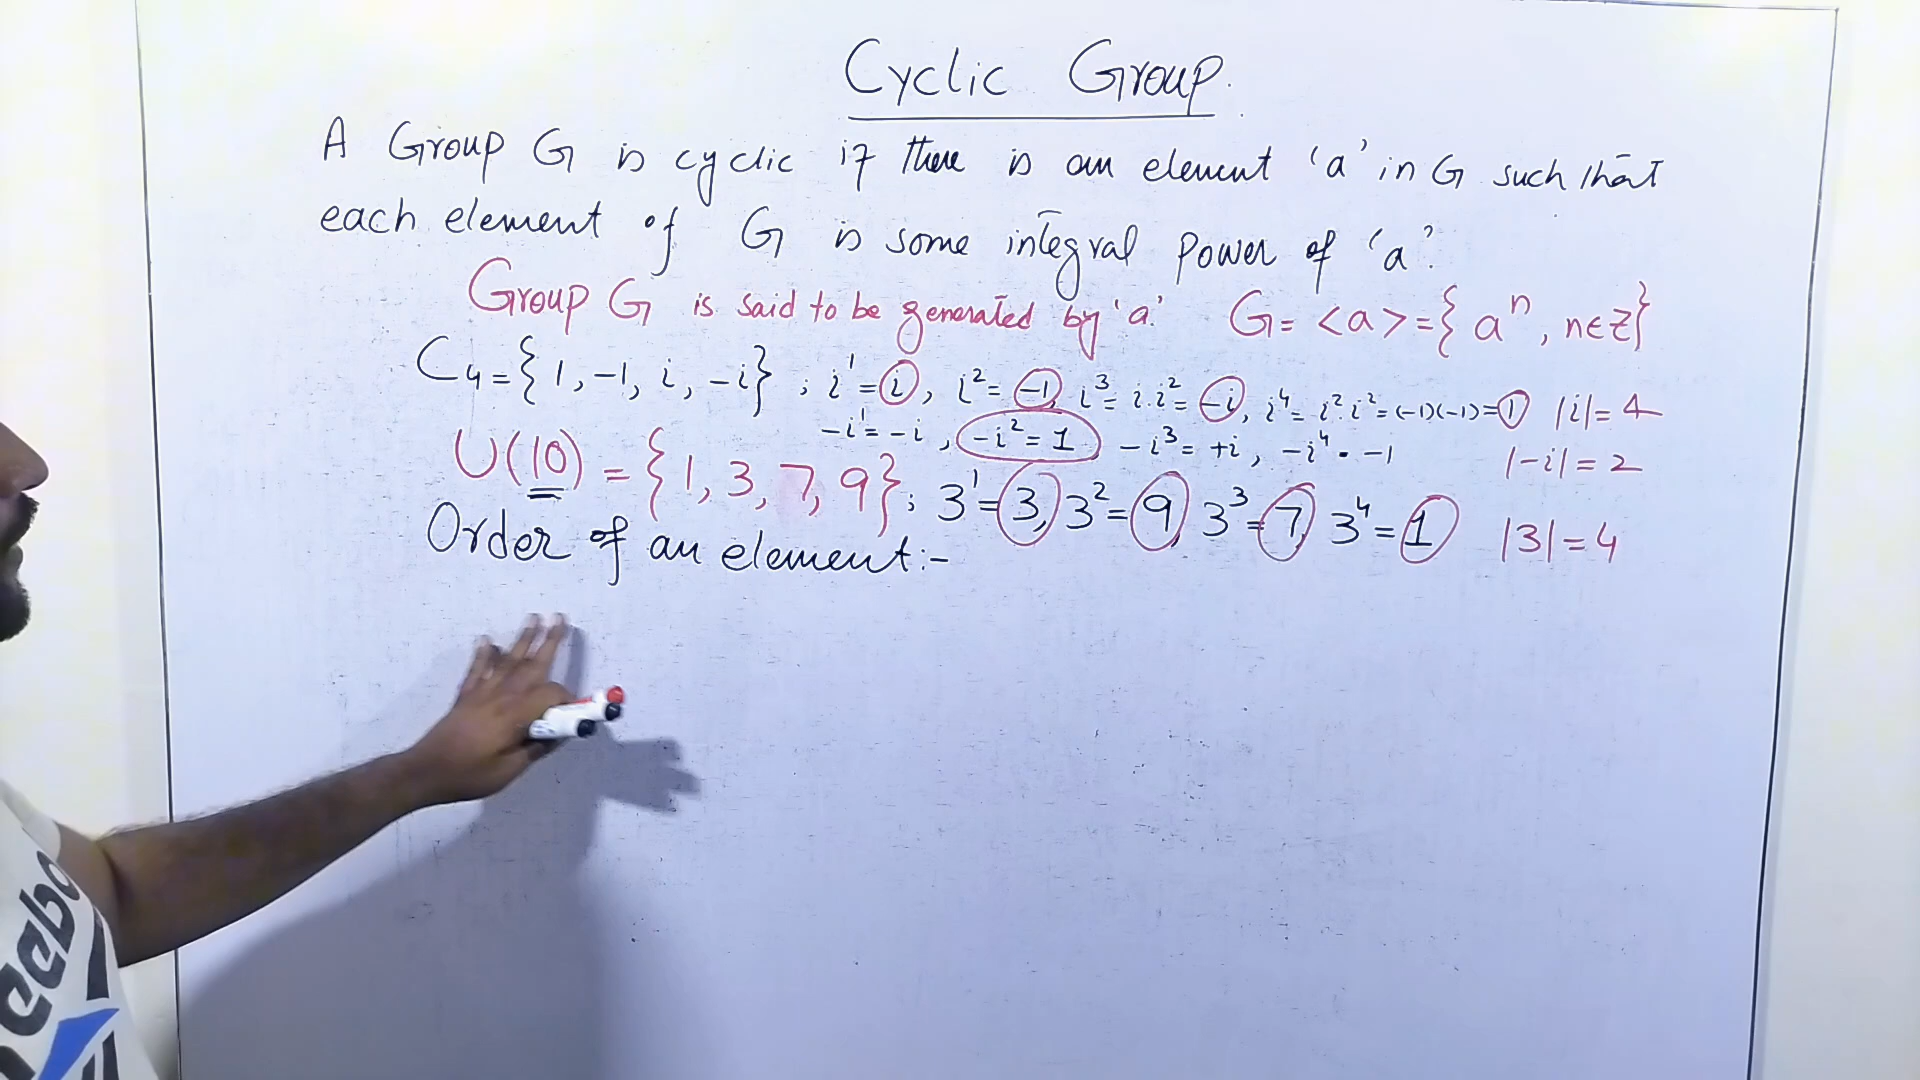 Cyclic Group.
A Group G is cyclic if there is an element 'a' in G such that
each element of G is some integral power of 'a'.
Group G is said to be generated by 'a'. G = <a> = {aⁿ, n∈Z}
C₄ = {1, -1, i, -i} ; i¹ = i, i² = -1, i³ = i.i² = -i, i⁴ = i².i² = (-1)(-1) = 1 |i| = 4
-i¹ = -i, -i² = 1 -i³ = +i, -i⁴ = -1 |-i| = 2
U(10) = {1, 3, 7, 9} ; 3¹ = 3, 3² = 9, 3³ = 7, 3⁴ = 1 |3| = 4
Order of an element:-